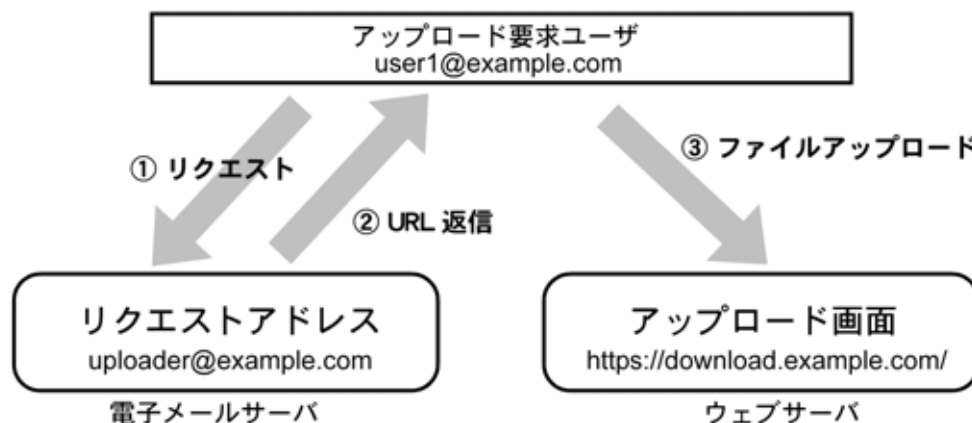 アップロード要求ユーザ
user1@example.com
① リクエスト
② URL 返信
③ ファイルアップロード
リクエストアドレス
uploader@example.com
電子メールサーバ
アップロード画面
https://download.example.com/
ウェブサーバ